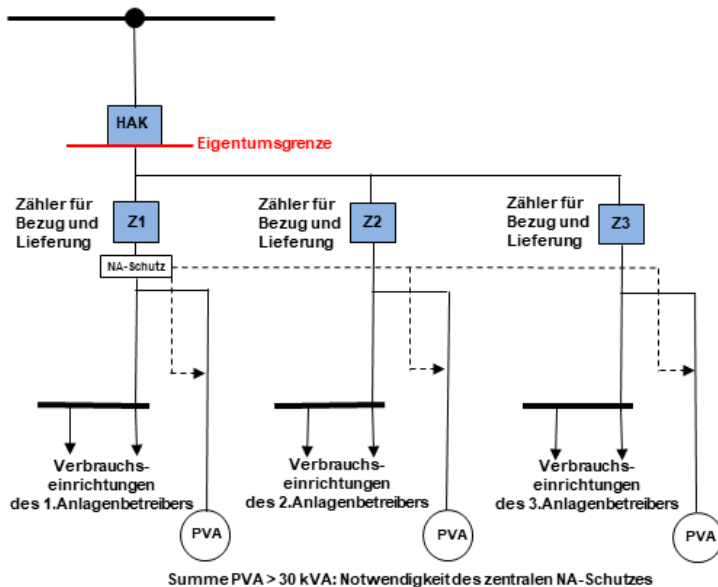 HAK
Eigentumsgrenze
Zähler für
Bezug und
Lieferung
Z1
Zähler für
Bezug und
Lieferung
Z2
Zähler für
Bezug und
Lieferung
Z3
NA-Schutz
Verbrauchs-
einrichtungen
des 1.Anlagenbetreibers
Verbrauchs-
einrichtungen
des 2.Anlagenbetreibers
Verbrauchs-
einrichtungen
des 3.Anlagenbetreibers
PVA
PVA
PVA
Summe PVA > 30 kVA: Notwendigkeit des zentralen NA-Schutzes